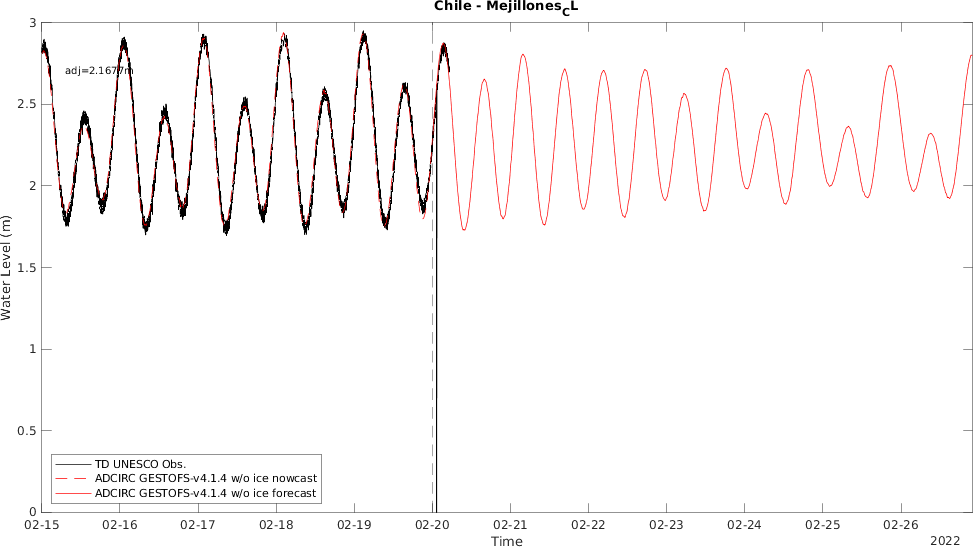 Chile - Mejillones_CL
3
adj=2.1677m
2.5
2
Water Level (m)
1.5
1
0.5
TD UNESCO Obs.
ADCIRC GESTOFS-v4.1.4 w/o ice nowcast
ADCIRC GESTOFS-v4.1.4 w/o ice forecast
0
02-15 02-16 02-17 02-18 02-19 02-20 02-21 02-22 02-23 02-24 02-25 02-26
Time
2022